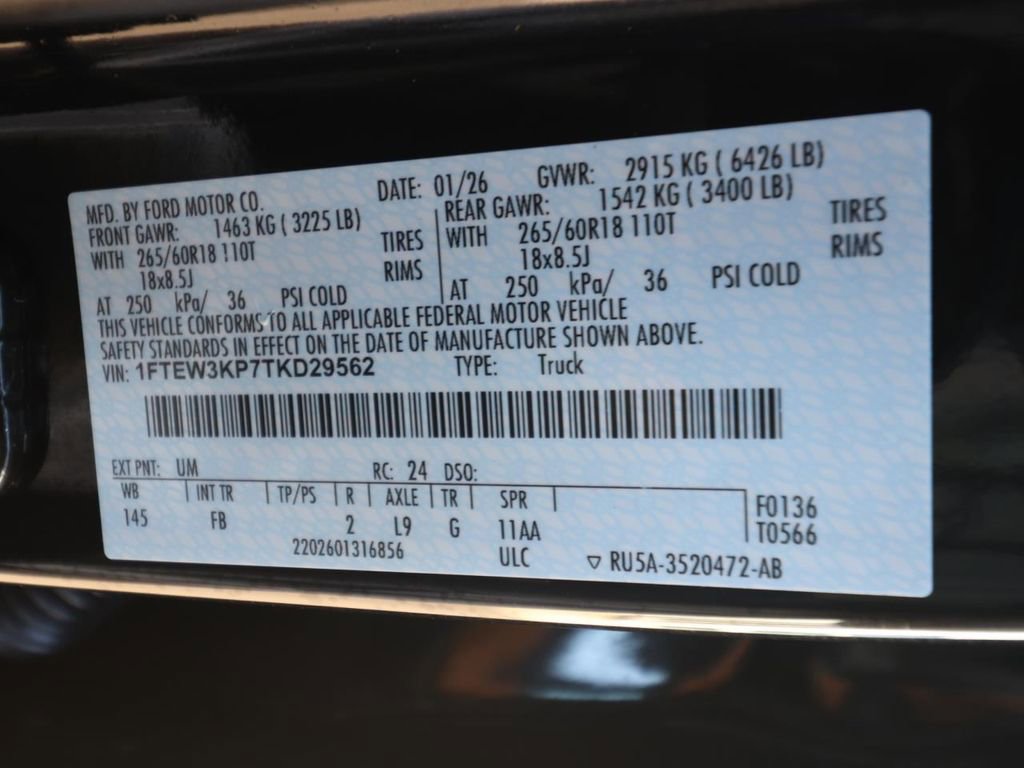 MFD. BY FORD MOTOR CO. DATE: 01/26 GVWR: 2915 KG ( 6426 LB)
FRONT GAWR: 1463 KG ( 3225 LB) REAR GAWR: 1542 KG ( 3400 LB)
WITH 265/60R18 110T TIRES WITH 265/60R18 110T TIRES
18x8.5J RIMS 18x8.5J RIMS
AT 250 kPa/ 36 PSI COLD AT 250 kPa/ 36 PSI COLD
THIS VEHICLE CONFORMS TO ALL APPLICABLE FEDERAL MOTOR VEHICLE
SAFETY STANDARDS IN EFFECT ON THE DATE OF MANUFACTURE SHOWN ABOVE.
VIN: 1FTEW3KP7TKD29562 TYPE: Truck
EXT PNT: UM RC: 24 DSO:
WB INT TR TP/PS R AXLE TR SPR F0136
145 FB 2 L9 G 11AA T0566
2202601316856 ULC ▽ RU5A-3520472-AB